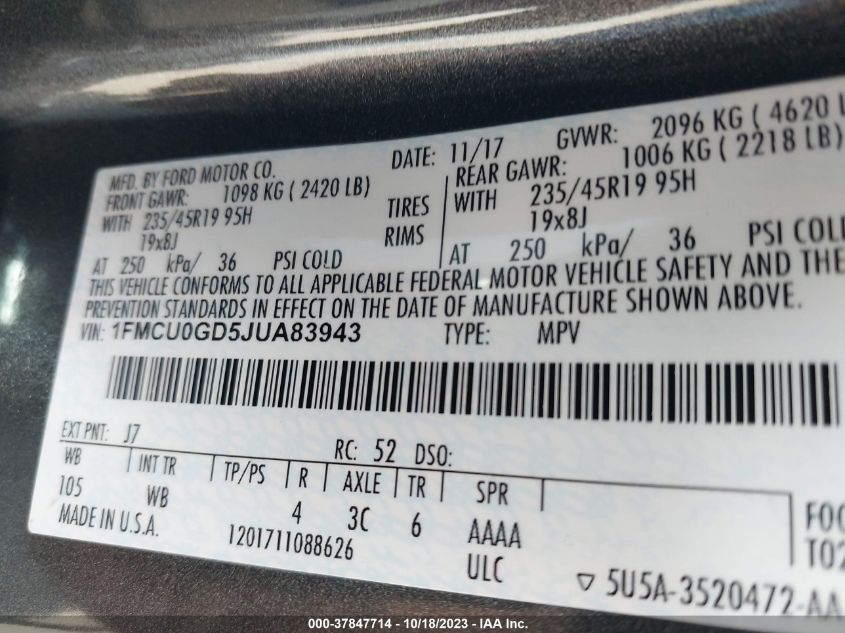 MFD. BY FORD MOTOR CO. DATE: 11/17 GVWR: 2096 KG ( 4620 L
FRONT GAWR: 1098 KG ( 2420 LB) REAR GAWR: 1006 KG ( 2218 LB)
WITH 235/45R19 95H TIRES WITH 235/45R19 95H
19x8J RIMS 19x8J
AT 250 kPa/ 36 PSI COLD AT 250 kPa/ 36 PSI COLD
THIS VEHICLE CONFORMS TO ALL APPLICABLE FEDERAL MOTOR VEHICLE SAFETY AND THE
PREVENTION STANDARDS IN EFFECT ON THE DATE OF MANUFACTURE SHOWN ABOVE.
VIN: 1FMCU0GD5JUA83943 TYPE: MPV
EXT PNT: J7 RC: 52 DSO:
WB INT TR TP/PS R AXLE TR SPR
105 WB 4 3C 6 AAAA
MADE IN U.S.A. 1201711088626 ULC
FOC
T02
5U5A-3520472-AA
000-37847714 - 10/18/2023 - IAA Inc.